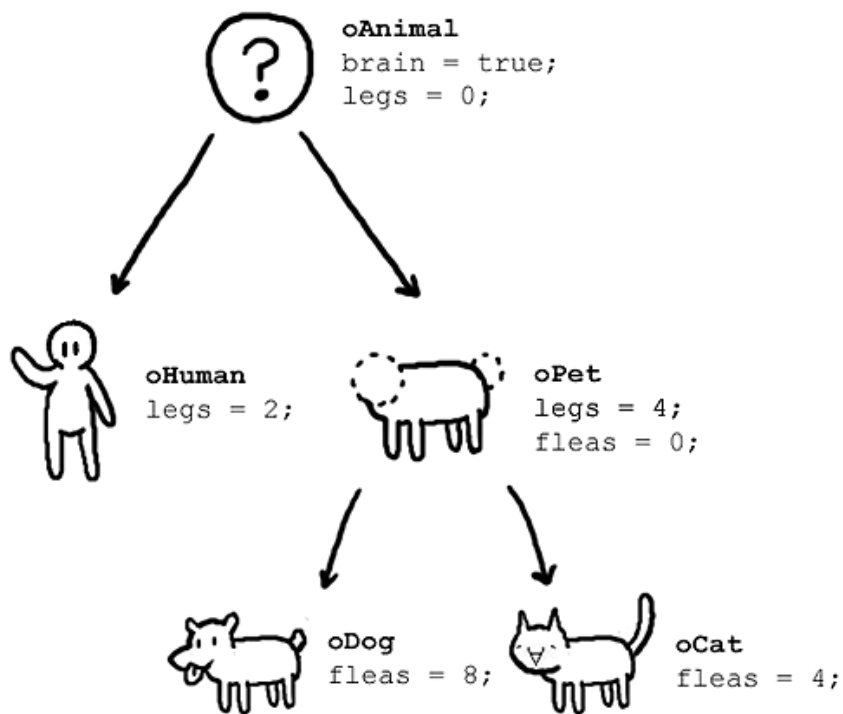 ?
oAnimal
brain = true;
legs = 0;
oHuman
legs = 2;
oPet
legs = 4;
fleas = 0;
oDog
fleas = 8;
oCat
fleas = 4;